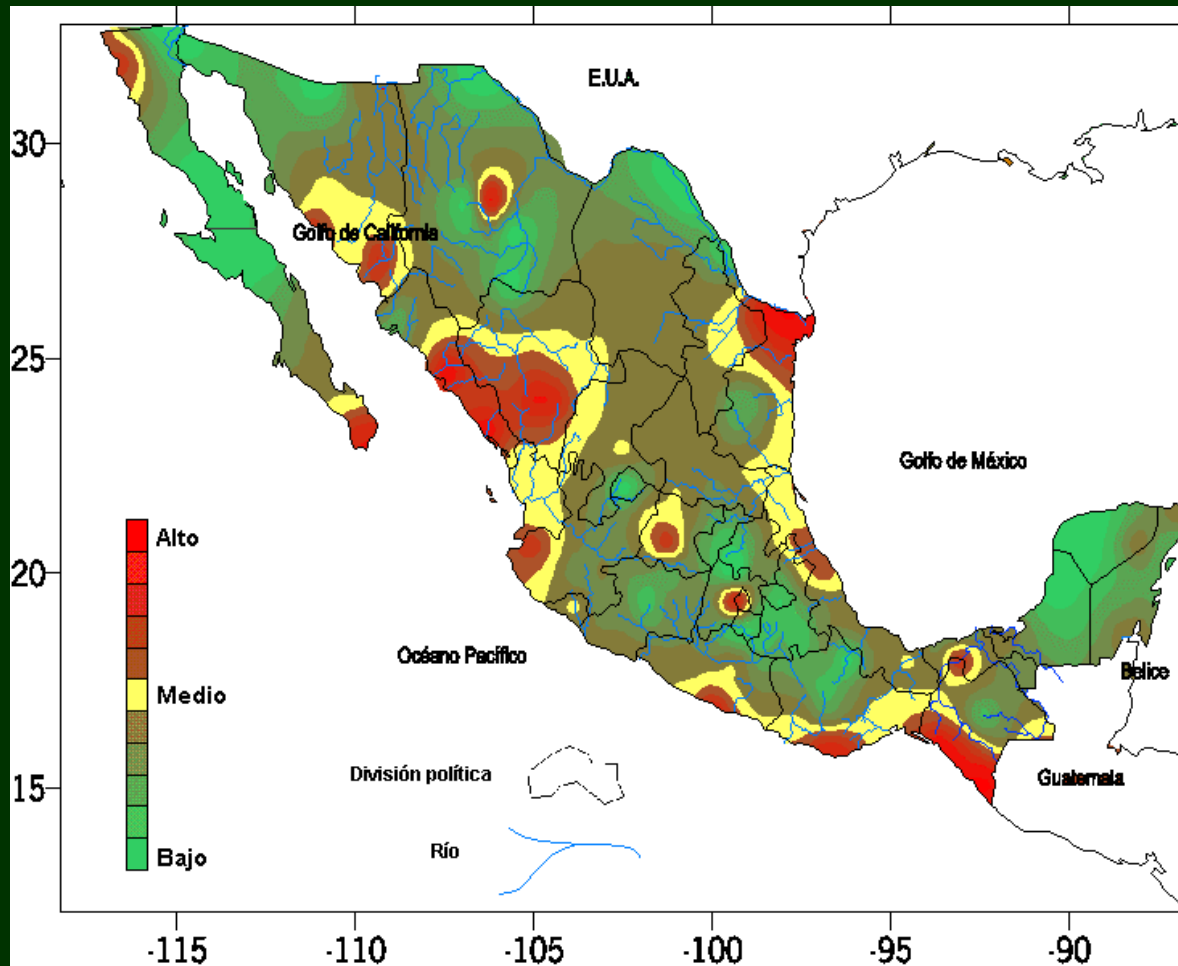 E.U.A.
30
Golfo de California
25
Golfo de México
Alto
20
Océano Pacífico
Belice
Medio
División política
Guatemala
15
Río
Bajo
-115
-110
-105
-100
-95
-90